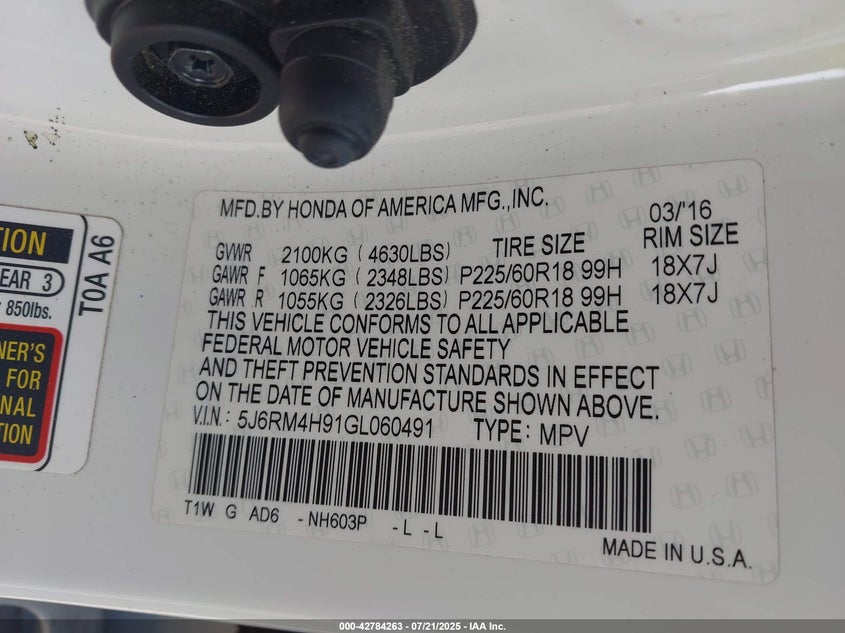 MFD.BY HONDA OF AMERICA MFG.,INC. 03/'16
GVWR 2100KG ( 4630LBS) TIRE SIZE RIM SIZE
GAWR F 1065KG ( 2348LBS) P225/60R18 99H 18X7J
GAWR R 1055KG ( 2326LBS) P225/60R18 99H 18X7J
THIS VEHICLE CONFORMS TO ALL APPLICABLE
FEDERAL MOTOR VEHICLE SAFETY
AND THEFT PREVENTION STANDARDS IN EFFECT
ON THE DATE OF MANUFACTURE SHOWN ABOVE.
V.I.N.: 5J6RM4H91GL060491 TYPE: MPV
T1W G AD6 -NH603P -L -L
MADE IN U.S.A.
EAR 3
850lbs.
NER'S
FOR
T0A A6
000-42784263 - 07/21/2025 - IAA Inc.